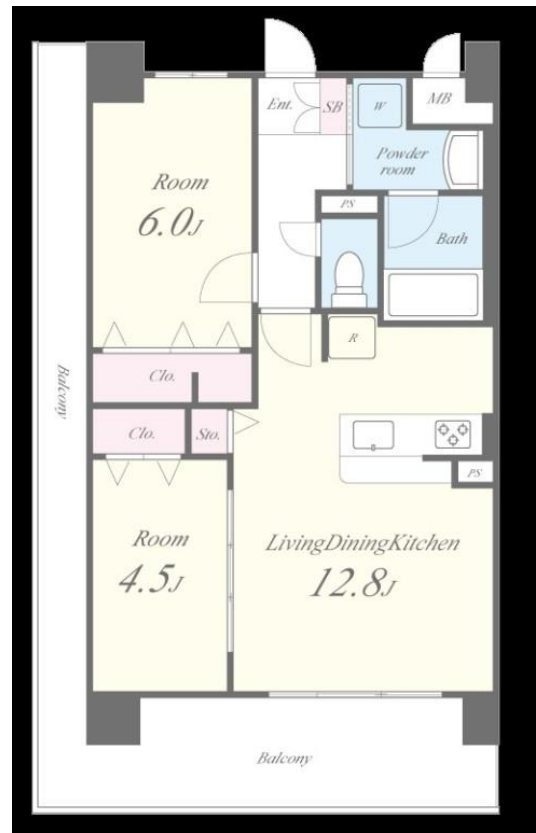 Ent.
SB
W
MB
Powder
room
Room
6.0J
PS
Bath
R
Clo.
Balcony
Clo.
Sto.
PS
Room
4.5J
LivingDiningKitchen
12.8J
Balcony